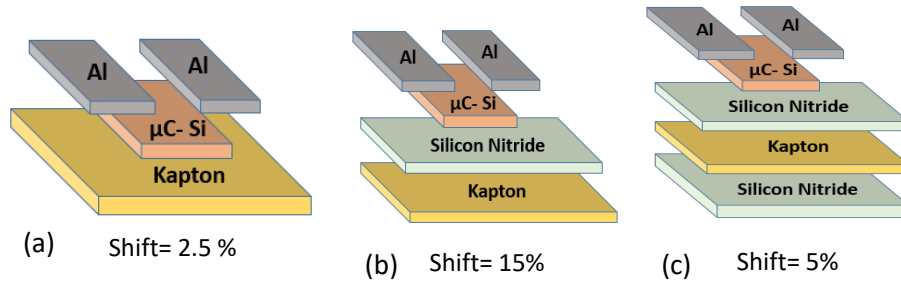 Al
Al
µC- Si
Kapton
(a)
Shift= 2.5 %
Al
Al
µC- Si
Silicon Nitride
Kapton
(b)
Shift= 15%
Al
Al
µC- Si
Silicon Nitride
Kapton
Silicon Nitride
(c)
Shift= 5%